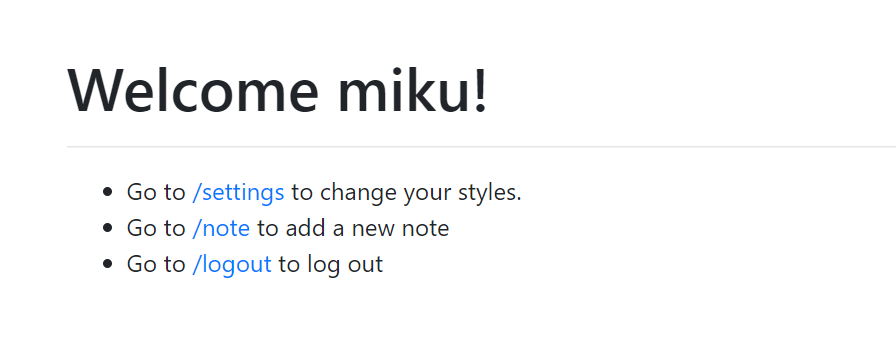 Welcome miku!
Go to /settings to change your styles.
Go to /note to add a new note
Go to /logout to log out